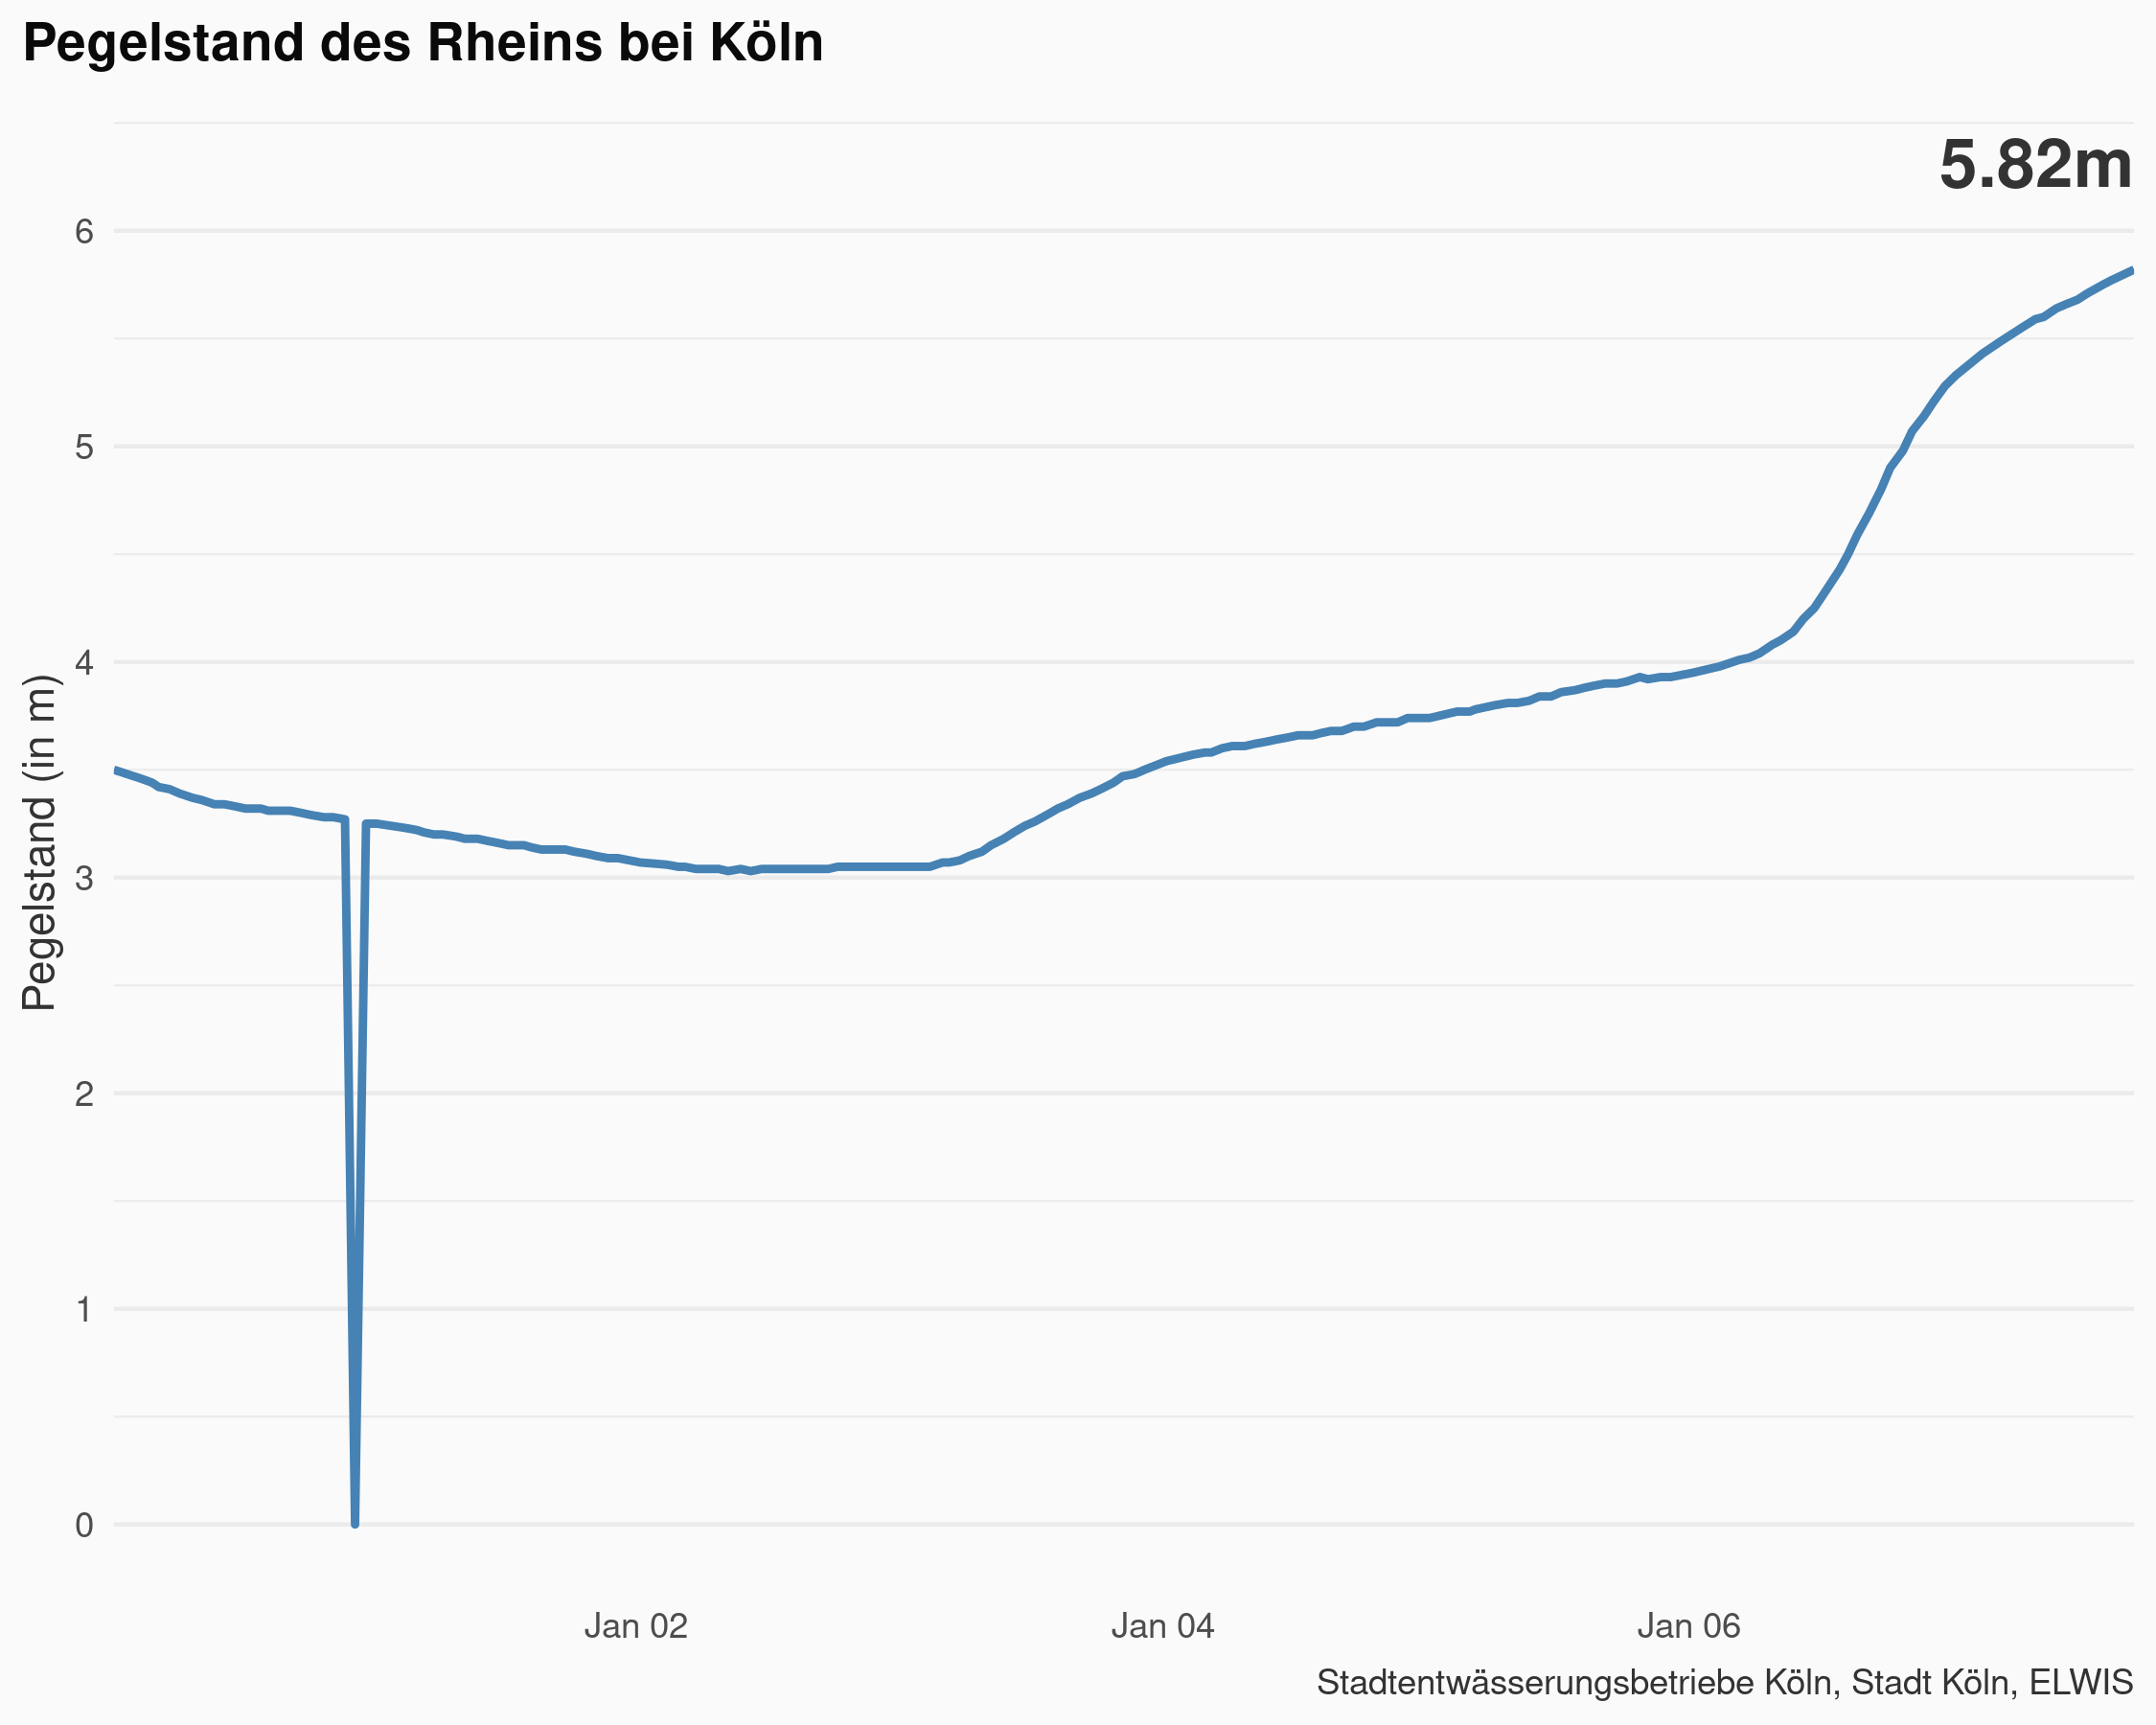 Pegelstand des Rheins bei Köln
5.82m
Pegelstand (in m)
6
5
4
3
2
1
0
Jan 02
Jan 04
Jan 06
Stadtentwässerungsbetriebe Köln, Stadt Köln, ELWIS